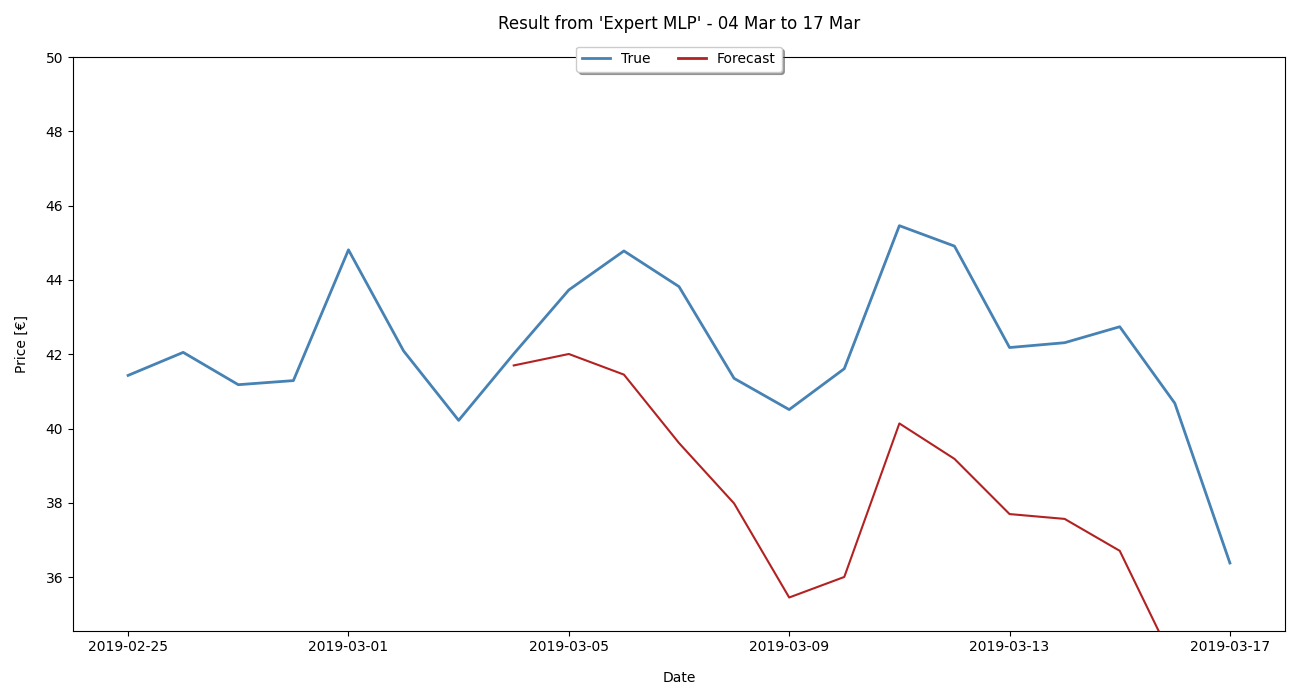 Result from 'Expert MLP' - 04 Mar to 17 Mar
True Forecast
50
48
46
44
42
40
38
36
Price [€]
2019-02-25 2019-03-01 2019-03-05 2019-03-09 2019-03-13 2019-03-17
Date